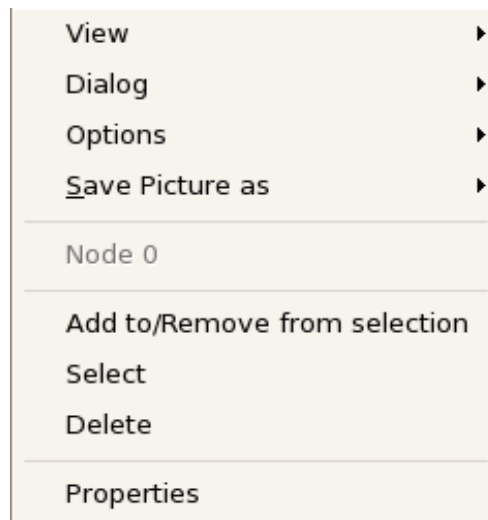 View
Dialog
Options
Save Picture as
Node 0
Add to/Remove from selection
Select
Delete
Properties